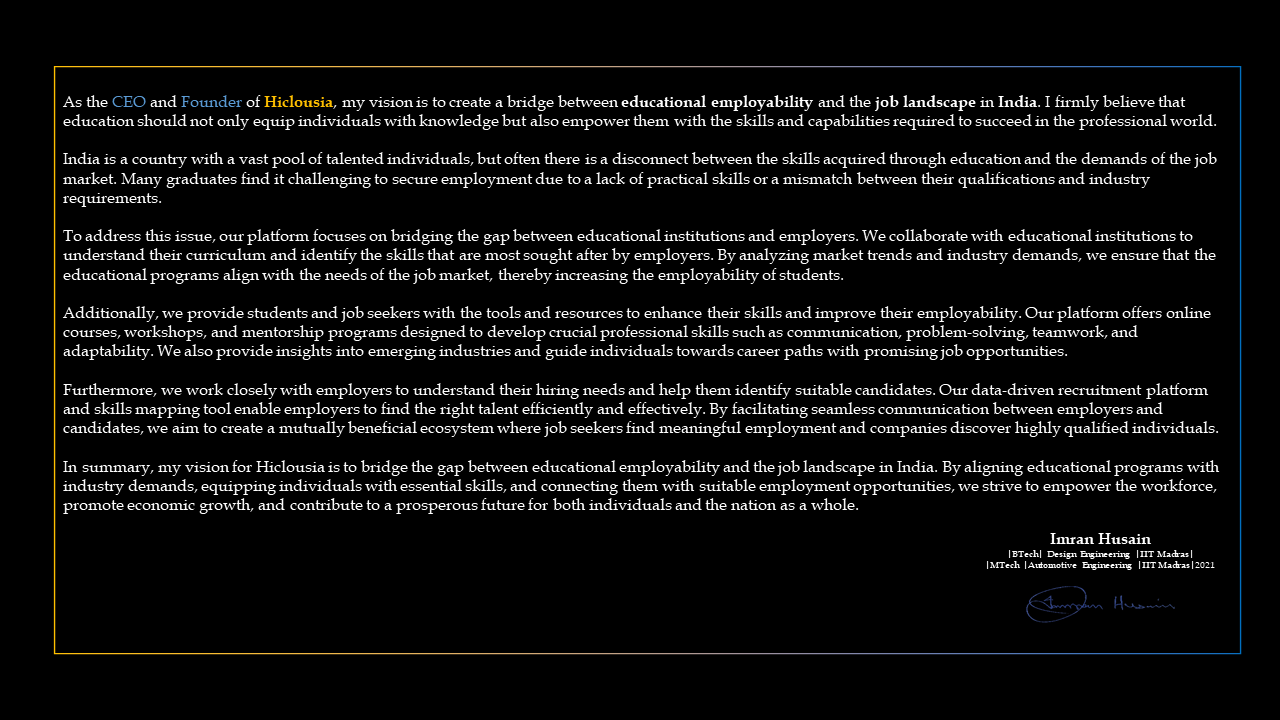 As the CEO and Founder of Hiclousia, my vision is to create a bridge between educational employability and the job landscape in India. I firmly believe that
education should not only equip individuals with knowledge but also empower them with the skills and capabilities required to succeed in the professional world.
India is a country with a vast pool of talented individuals, but often there is a disconnect between the skills acquired through education and the demands of the job
market. Many graduates find it challenging to secure employment due to a lack of practical skills or a mismatch between their qualifications and industry
requirements.
To address this issue, our platform focuses on bridging the gap between educational institutions and employers. We collaborate with educational institutions to
understand their curriculum and identify the skills that are most sought after by employers. By analyzing market trends and industry demands, we ensure that the
educational programs align with the needs of the job market, thereby increasing the employability of students.
Additionally, we provide students and job seekers with the tools and resources to enhance their skills and improve their employability. Our platform offers online
courses, workshops, and mentorship programs designed to develop crucial professional skills such as communication, problem-solving, teamwork, and
adaptability. We also provide insights into emerging industries and guide individuals towards career paths with promising job opportunities.
Furthermore, we work closely with employers to understand their hiring needs and help them identify suitable candidates. Our data-driven recruitment platform
and skills mapping tool enable employers to find the right talent efficiently and effectively. By facilitating seamless communication between employers and
candidates, we aim to create a mutually beneficial ecosystem where job seekers find meaningful employment and companies discover highly qualified individuals.
In summary, my vision for Hiclousia is to bridge the gap between educational employability and the job landscape in India. By aligning educational programs with
industry demands, equipping individuals with essential skills, and connecting them with suitable employment opportunities, we strive to empower the workforce,
promote economic growth, and contribute to a prosperous future for both individuals and the nation as a whole.
Imran Husain
|BTech| Design Engineering |IIT Madras|
|MTech |Automotive Engineering |IIT Madras|2021
Imran Husain